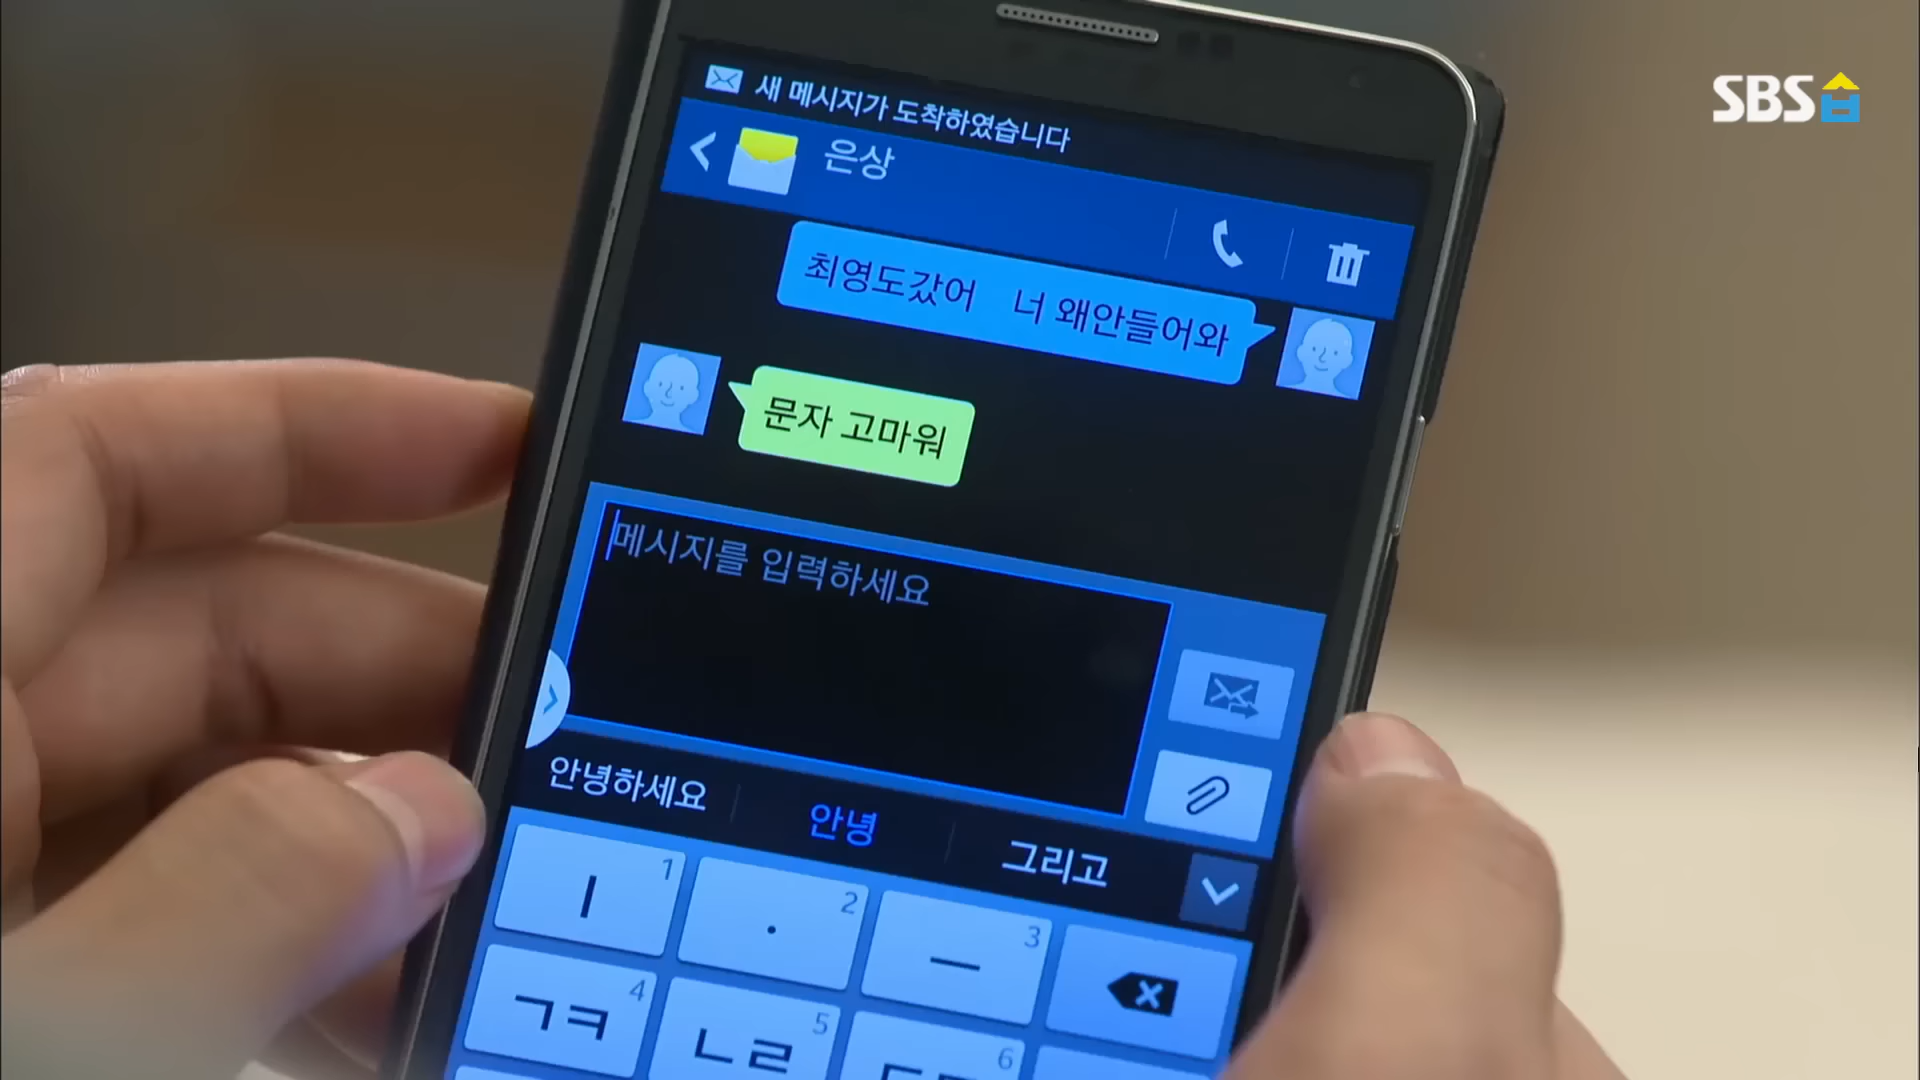 SBS
새 메시지가 도착하였습니다
은상
최영도갔어 너 왜안들어와
문자 고마워
메시지를 입력하세요
안녕하세요 안녕 그리고
ㅣ 1 · 2 ㅡ 3
ㄱㅋ 4 ㄴㄹ 5 6